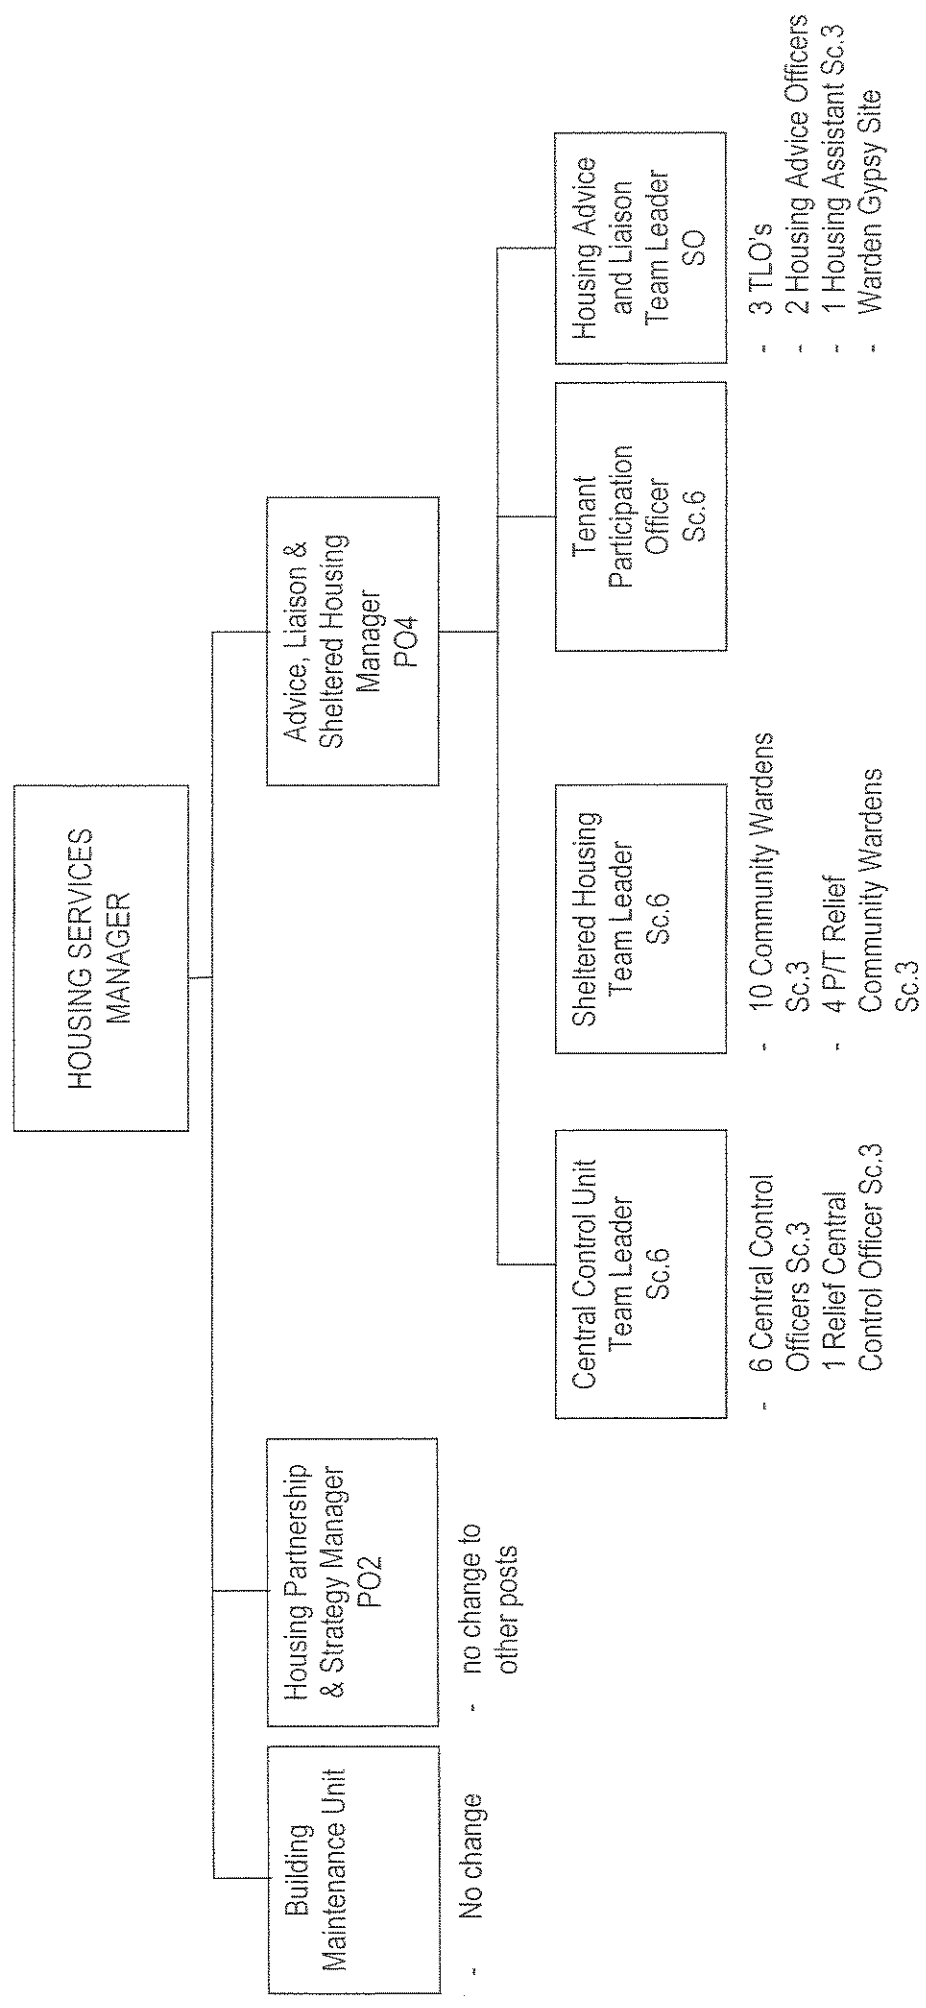 HOUSING SERVICES
MANAGER
Building
Maintenance Unit
- No change
Housing Partnership
& Strategy Manager
PO2
- no change to
other posts
Advice, Liaison &
Sheltered Housing
Manager
PO4
Central Control Unit
Team Leader
Sc.6
- 6 Central Control
Officers Sc.3
1 Relief Central
Control Officer Sc.3
Sheltered Housing
Team Leader
Sc.6
- 10 Community Wardens
Sc.3
- 4 P/T Relief
Community Wardens
Sc.3
Tenant
Participation
Officer
Sc.6
Housing Advice
and Liaison
Team Leader
SO
- 3 TLO's
- 2 Housing Advice Officers
- 1 Housing Assistant Sc.3
- Warden Gypsy Site